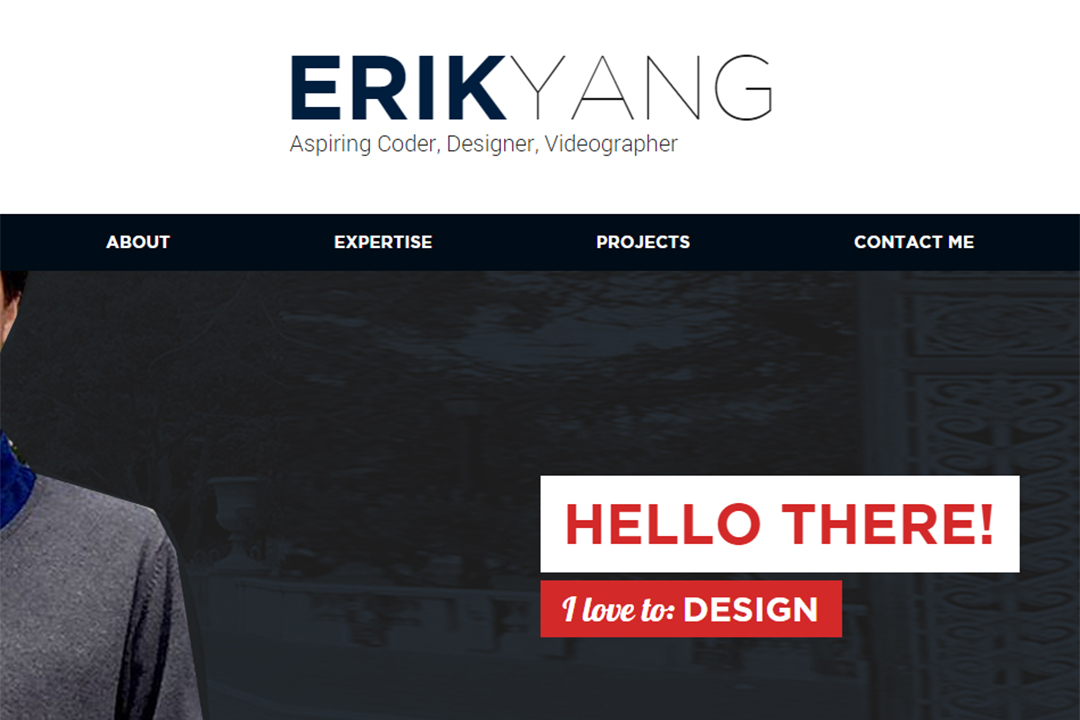 ERIKYANG
Aspiring Coder, Designer, Videographer
ABOUT EXPERTISE PROJECTS CONTACT ME
HELLO THERE!
I love to: DESIGN